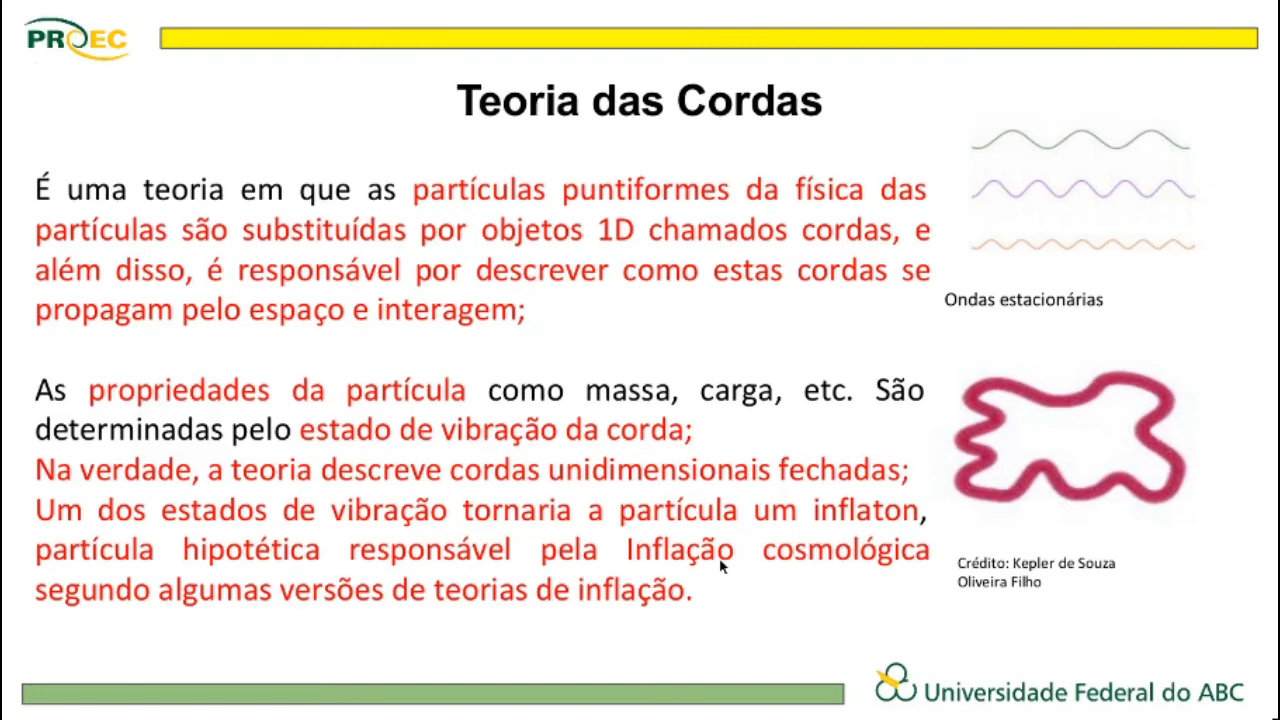 PROEC
Teoria das Cordas
É uma teoria em que as partículas puntiformes da física das
partículas são substituídas por objetos 1D chamados cordas, e
além disso, é responsável por descrever como estas cordas se
propagam pelo espaço e interagem;
Ondas estacionárias
As propriedades da partícula como massa, carga, etc. São
determinadas pelo estado de vibração da corda;
Na verdade, a teoria descreve cordas unidimensionais fechadas;
Um dos estados de vibração tornaria a partícula um inflaton,
partícula hipotética responsável pela Inflação cosmológica
segundo algumas versões de teorias de inflação.
Crédito: Kepler de Souza
Oliveira Filho
Universidade Federal do ABC